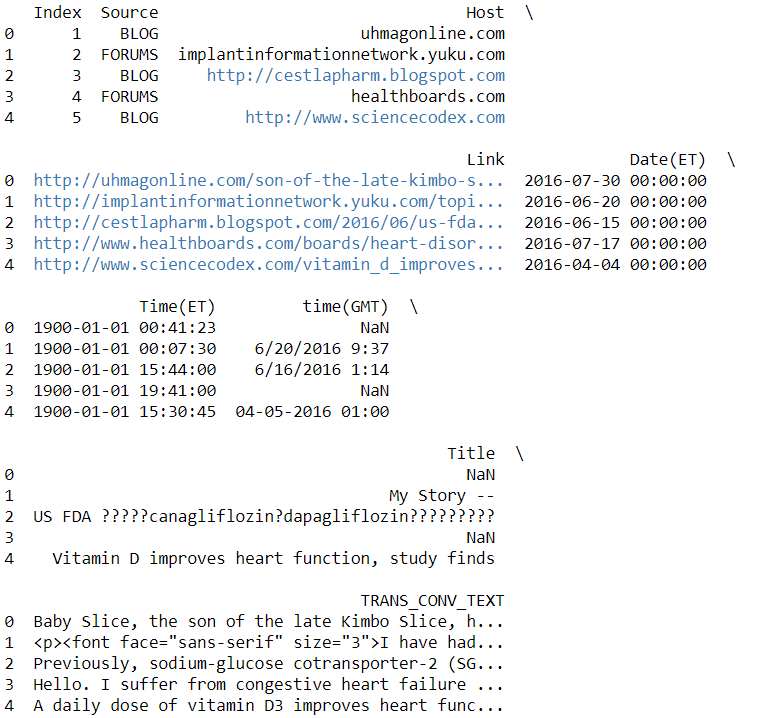 Index Source Host \
0 1 BLOG uhmagonline.com
1 2 FORUMS implantinformationnetwork.yuku.com
2 3 BLOG http://cestlapharm.blogspot.com
3 4 FORUMS healthboards.com
4 5 BLOG http://www.sciencecodex.com
Link Date(ET) \
0 http://uhmagonline.com/son-of-the-late-kimbo-s... 2016-07-30 00:00:00
1 http://implantinformationnetwork.yuku.com/topi... 2016-06-20 00:00:00
2 http://cestlapharm.blogspot.com/2016/06/us-fda... 2016-06-15 00:00:00
3 http://www.healthboards.com/boards/heart-disor... 2016-07-17 00:00:00
4 http://www.sciencecodex.com/vitamin_d_improves... 2016-04-04 00:00:00
Time(ET) time(GMT) \
0 1900-01-01 00:41:23 NaN
1 1900-01-01 00:07:30 6/20/2016 9:37
2 1900-01-01 15:44:00 6/16/2016 1:14
3 1900-01-01 19:41:00 NaN
4 1900-01-01 15:30:45 04-05-2016 01:00
Title \
0 NaN
1 My Story --
2 US FDA ?????canagliflozin?dapagliflozin?????????
3 NaN
4 Vitamin D improves heart function, study finds
TRANS_CONV_TEXT
0 Baby Slice, the son of the late Kimbo Slice, h...
1 <p><font face="sans-serif" size="3">I have had...
2 Previously, sodium-glucose cotransporter-2 (SG...
3 Hello. I suffer from congestive heart failure ...
4 A daily dose of vitamin D3 improves heart func...